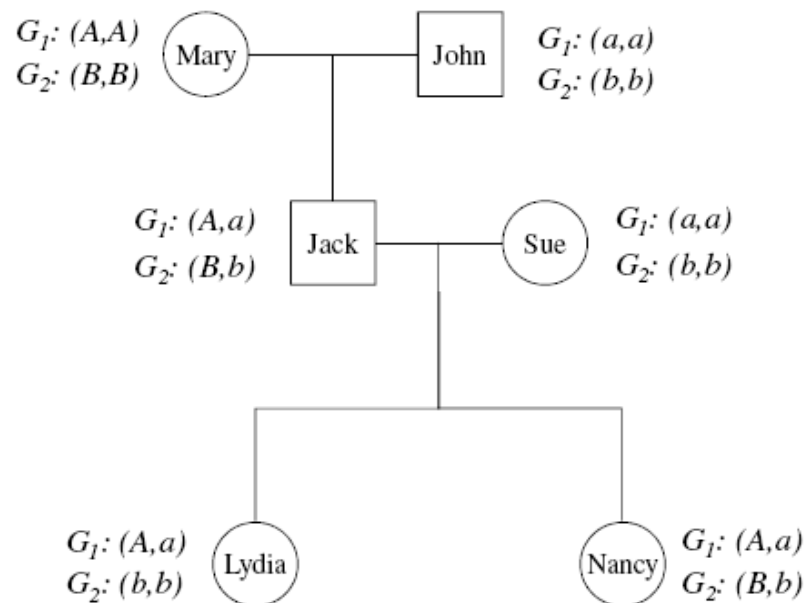 G1: (A,A)
G2: (B,B)
Mary
John
G1: (a,a)
G2: (b,b)
G1: (A,a)
G2: (B,b)
Jack
Sue
G1: (a,a)
G2: (b,b)
G1: (A,a)
G2: (b,b)
Lydia
Nancy
G1: (A,a)
G2: (B,b)